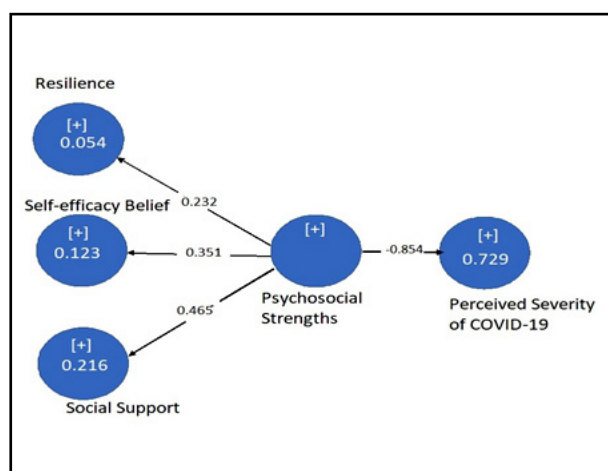 Resilience
[+]
0.054
0.232
Self-efficacy Belief
[+]
0.123
0.351
[+]
-0.854
[+]
0.729
Psychosocial
Strengths
Perceived Severity
of COVID-19
0.465
[+]
0.216
Social Support